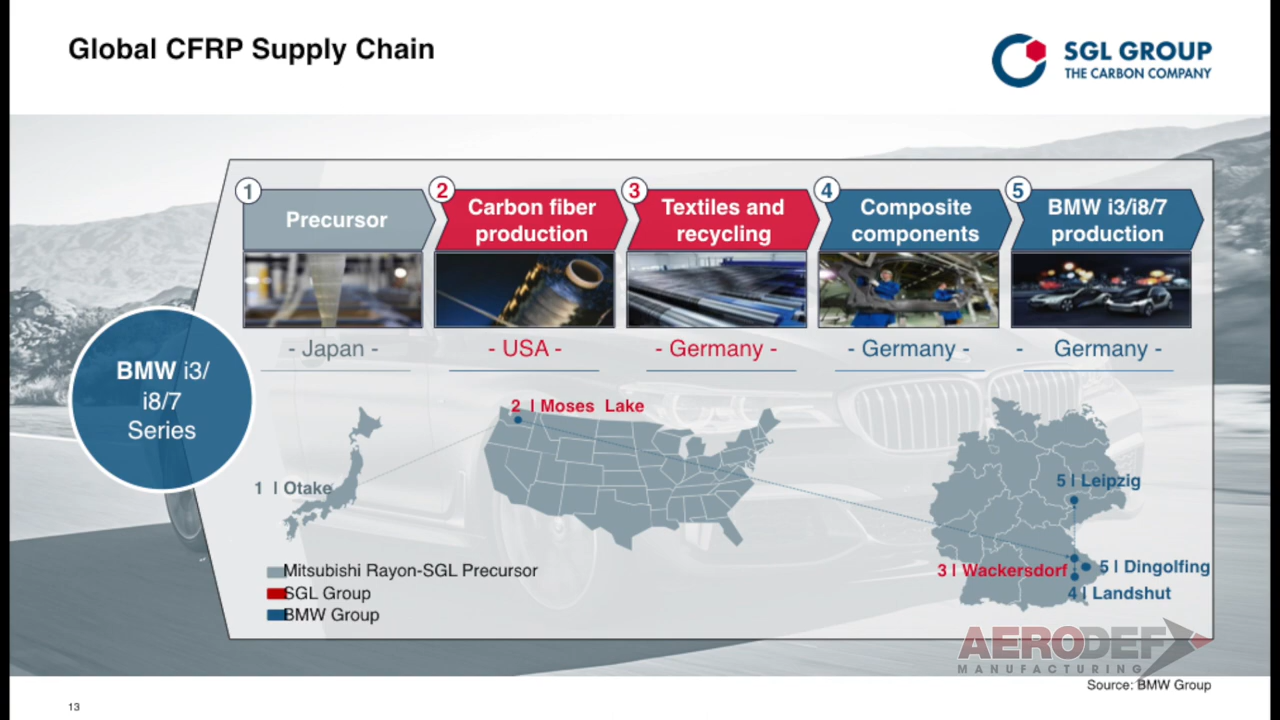 Global CFRP Supply Chain
SGL GROUP
THE CARBON COMPANY
1
Precursor
2
Carbon fiber
production
3
Textiles and
recycling
4
Composite
components
5
BMW i3/i8/7
production
- Japan -
- USA -
- Germany -
- Germany -
- Germany -
BMW i3/
i8/7
Series
2 | Moses Lake
1 | Otake
5 | Leipzig
3 | Wackersdorf
5 | Dingolfing
4 | Landshut
Mitsubishi Rayon-SGL Precursor
SGL Group
BMW Group
AERODEF
MANUFACTURING
Source: BMW Group
13